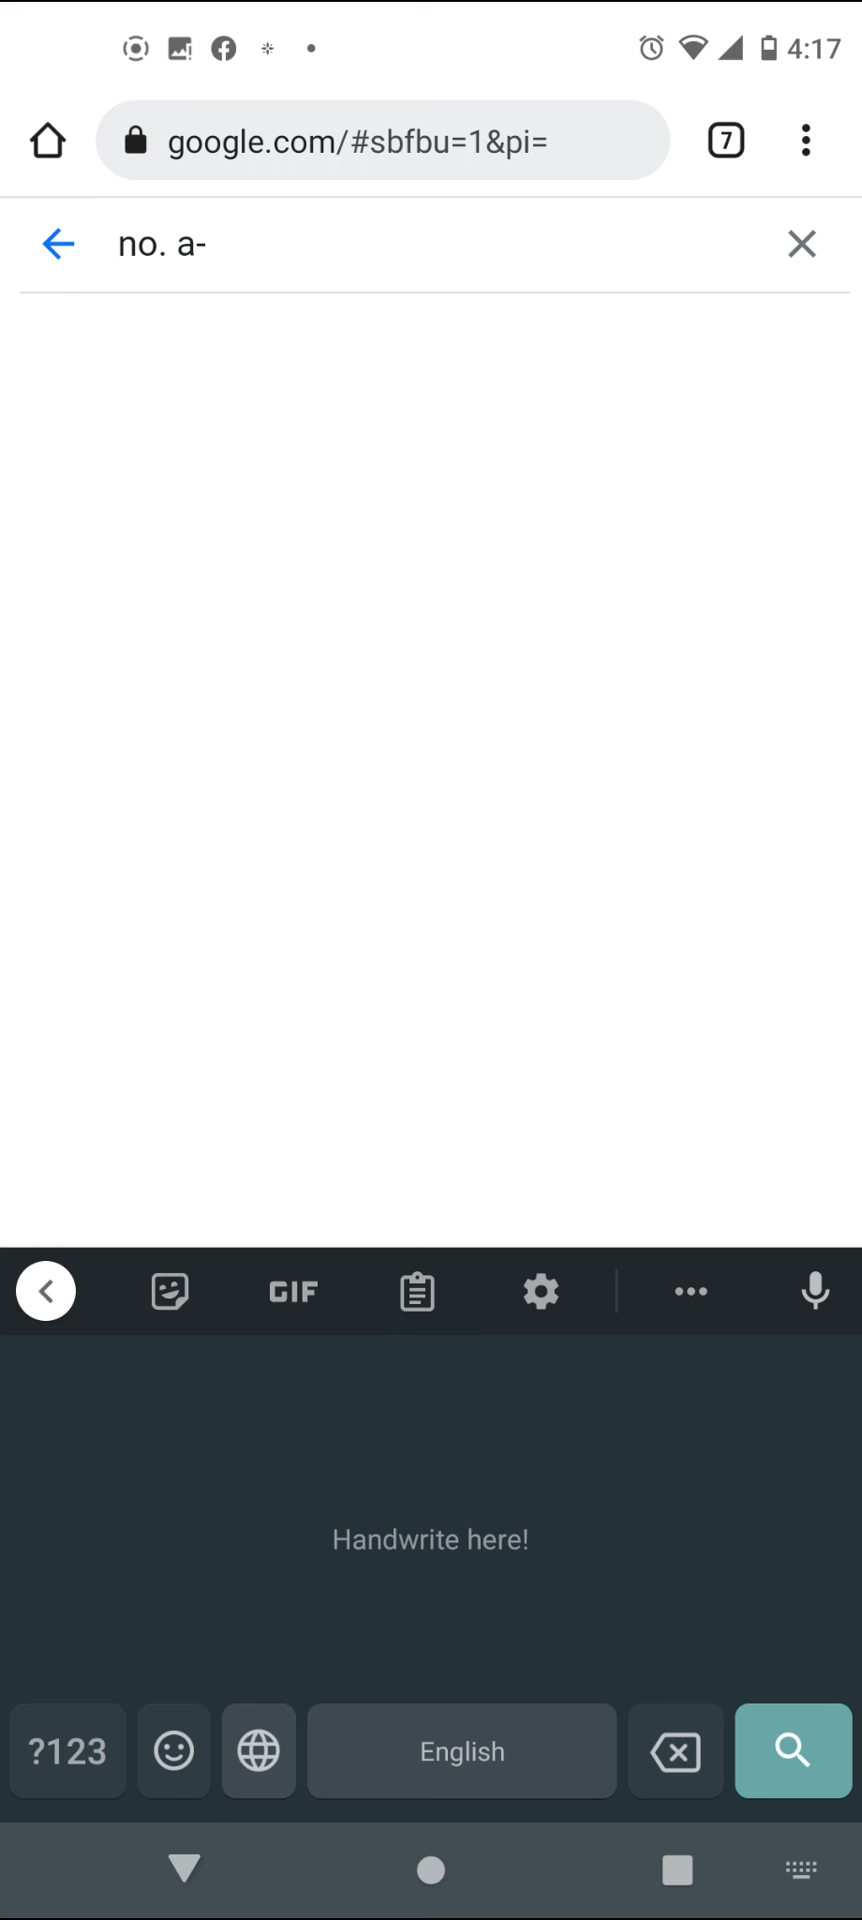 4:17
google.com/#sbfbu=1&pi=
7
no. a-
GIF
Handwrite here!
?123
English